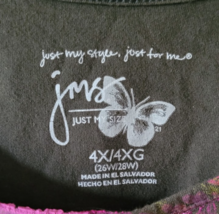 just my style, just for me®
jms
JUST MY SIZE
21
4X/4XG
(26W/28W)
MADE IN EL SALVADOR
HECHO EN EL SALVADOR